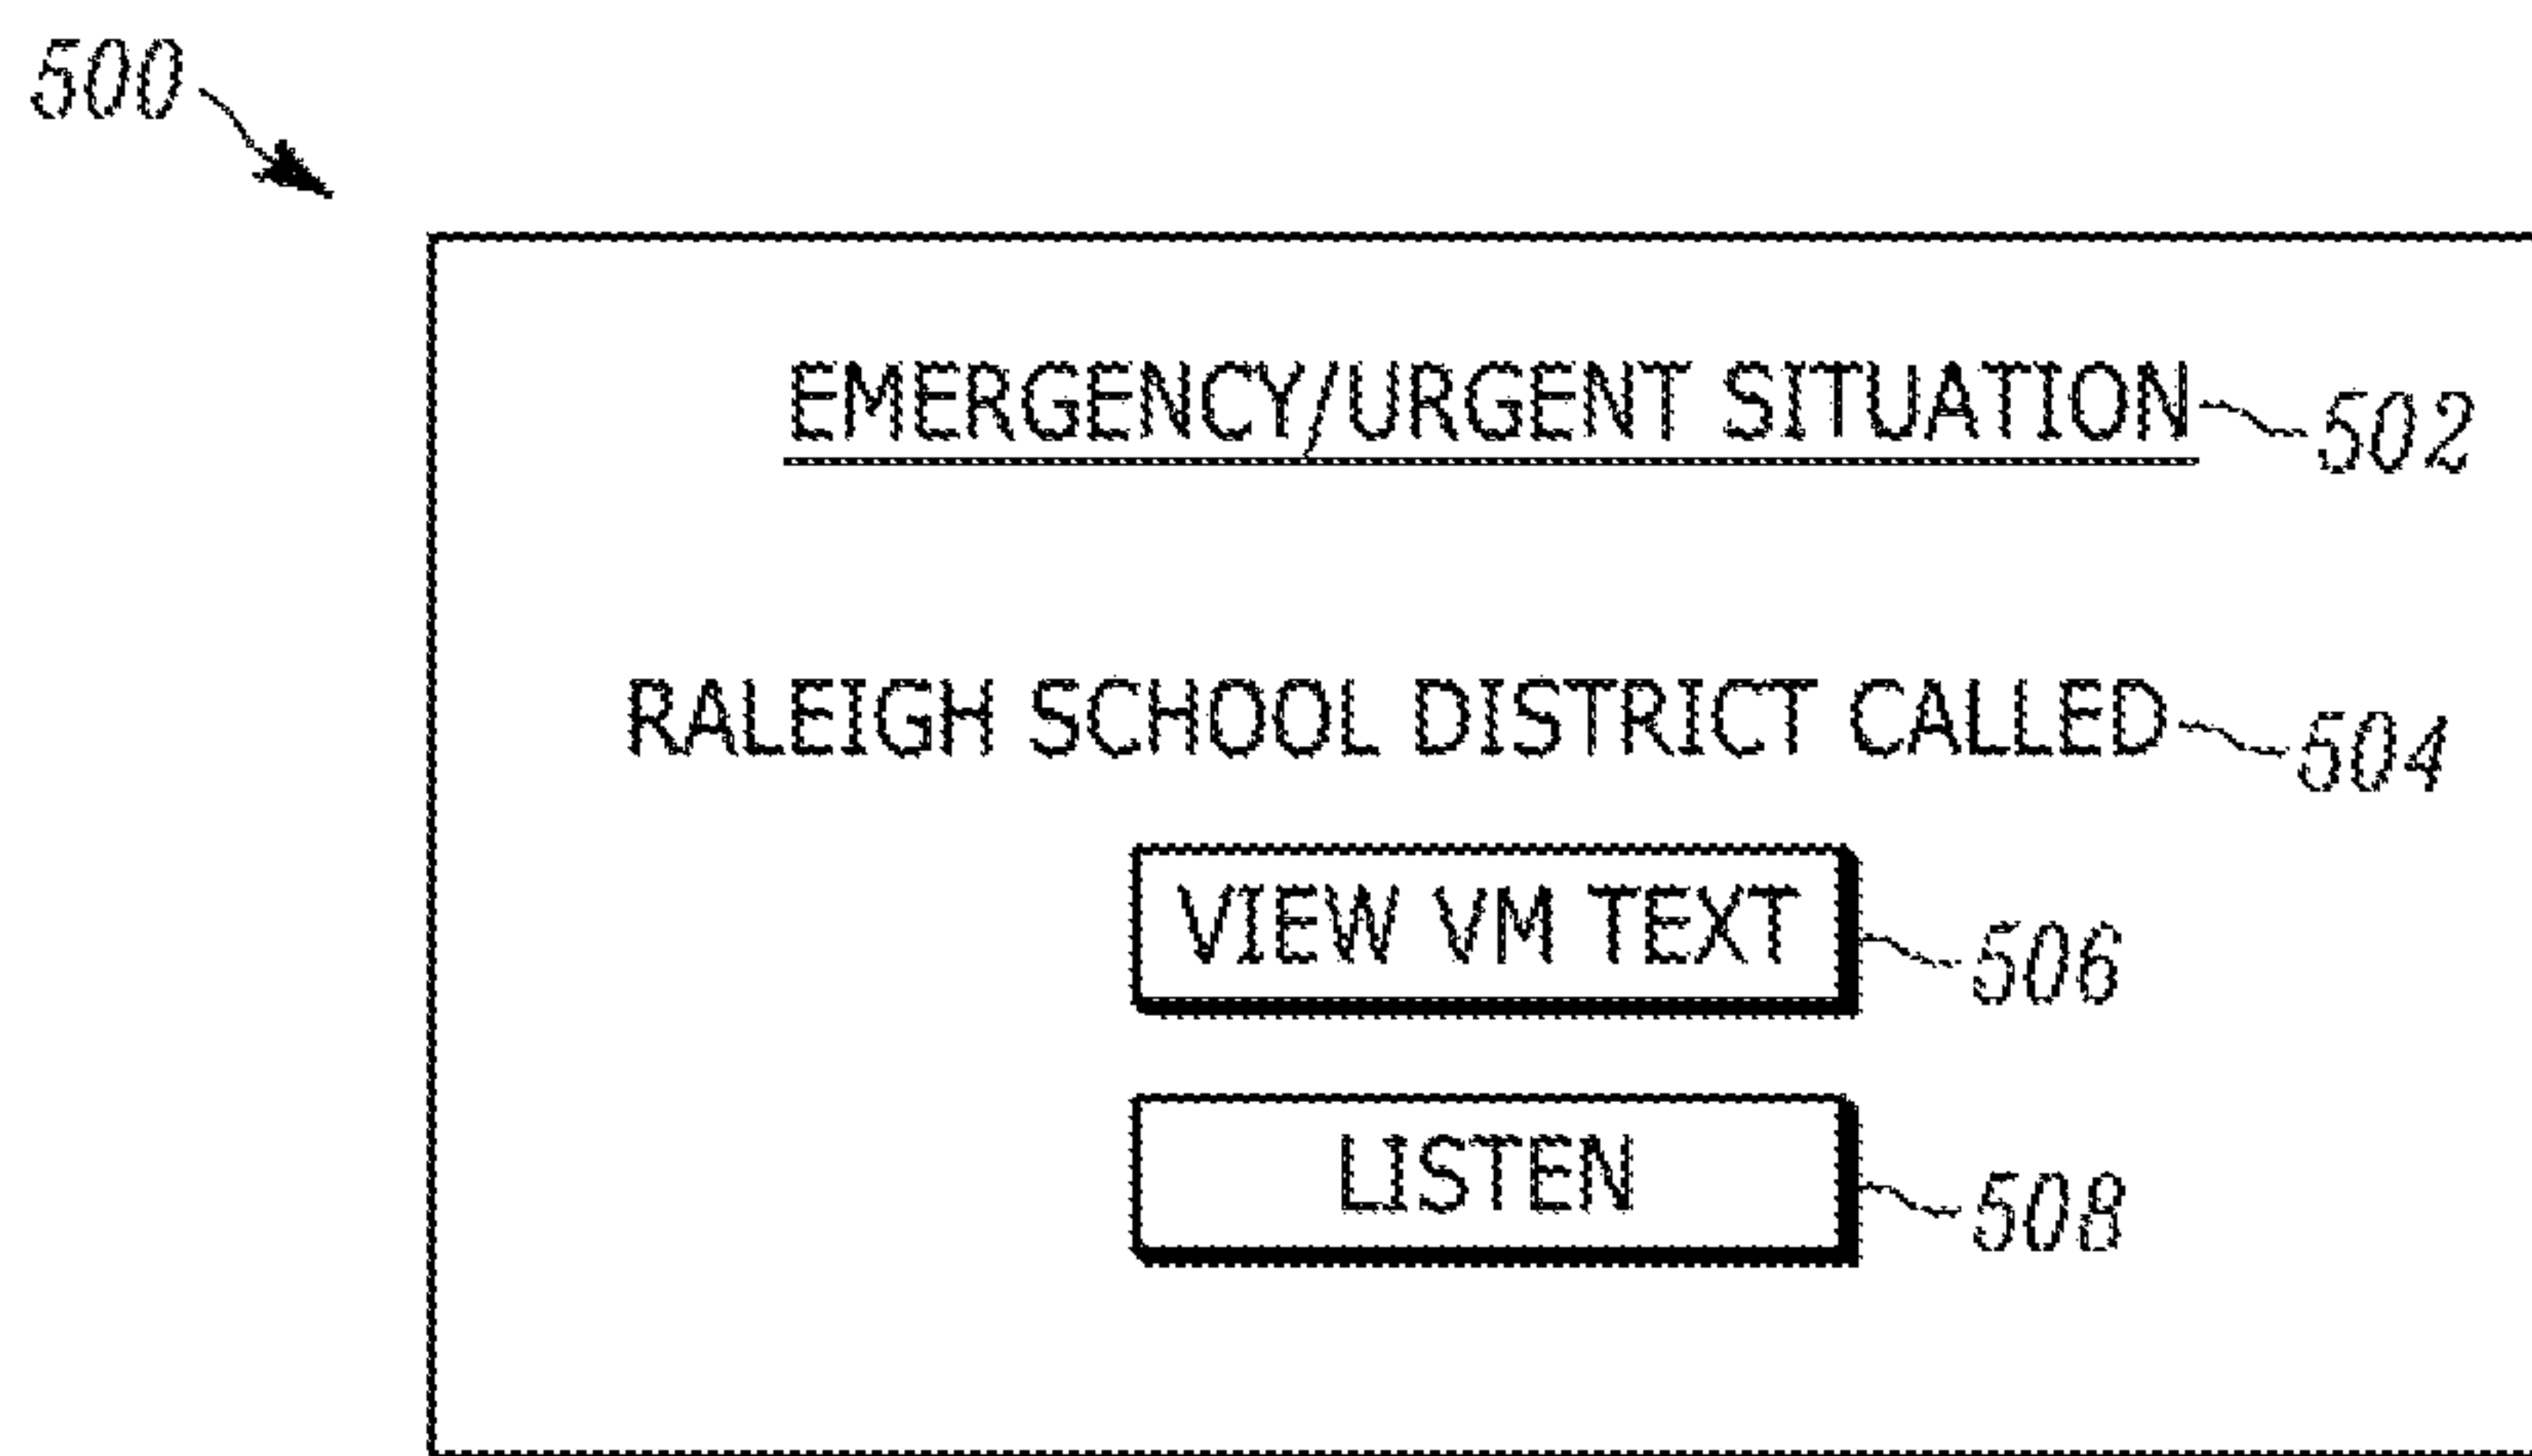 500
EMERGENCY/URGENT SITUATION 502
RALEIGH SCHOOL DISTRICT CALLED 504
VIEW VM TEXT 506
LISTEN 508